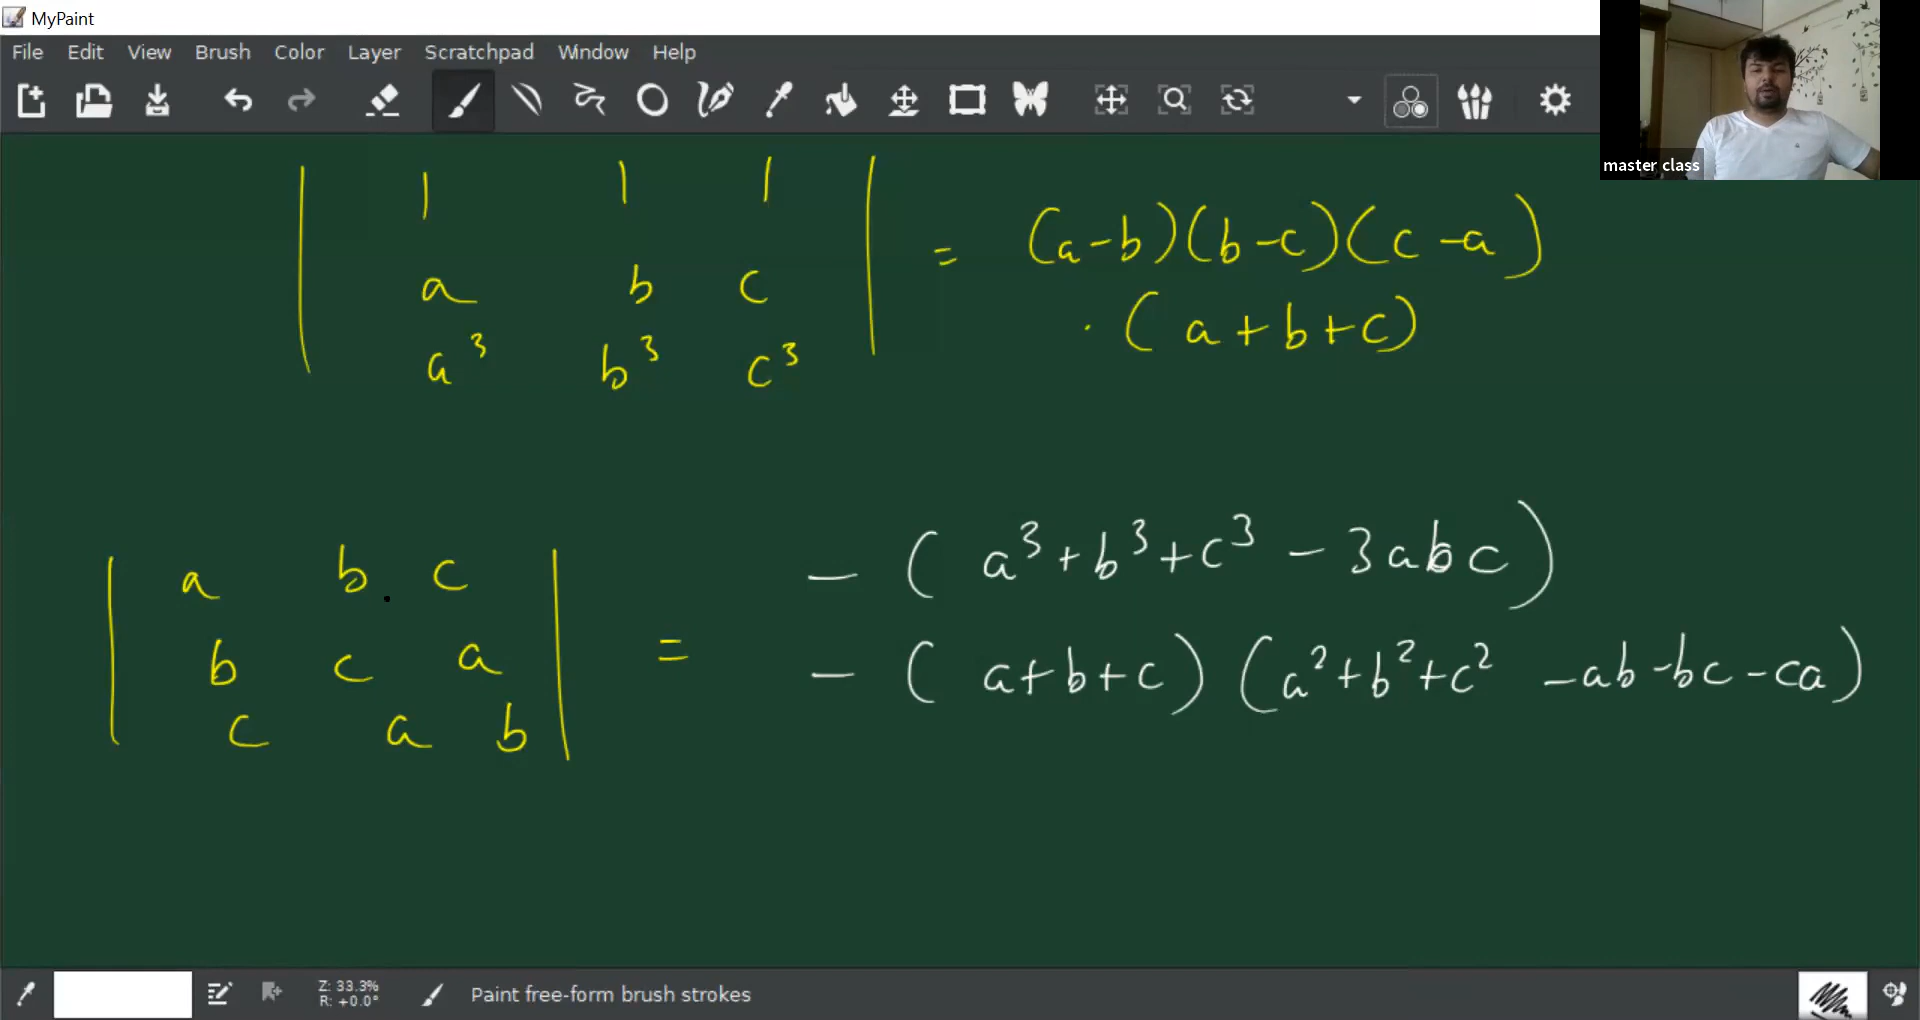 MyPaint
File Edit View Brush Color Layer Scratchpad Window Help
master class
| 1 1 1 |
| a b c | = (a-b)(b-c)(c-a)
| a³ b³ c³ | · (a+b+c)
| a b c | - (a³+b³+c³ - 3abc)
| b c a | = - (a+b+c)(a²+b²+c² -ab-bc-ca)
| c a b |
Z: 33.3%
R: +0.0°
Paint free-form brush strokes